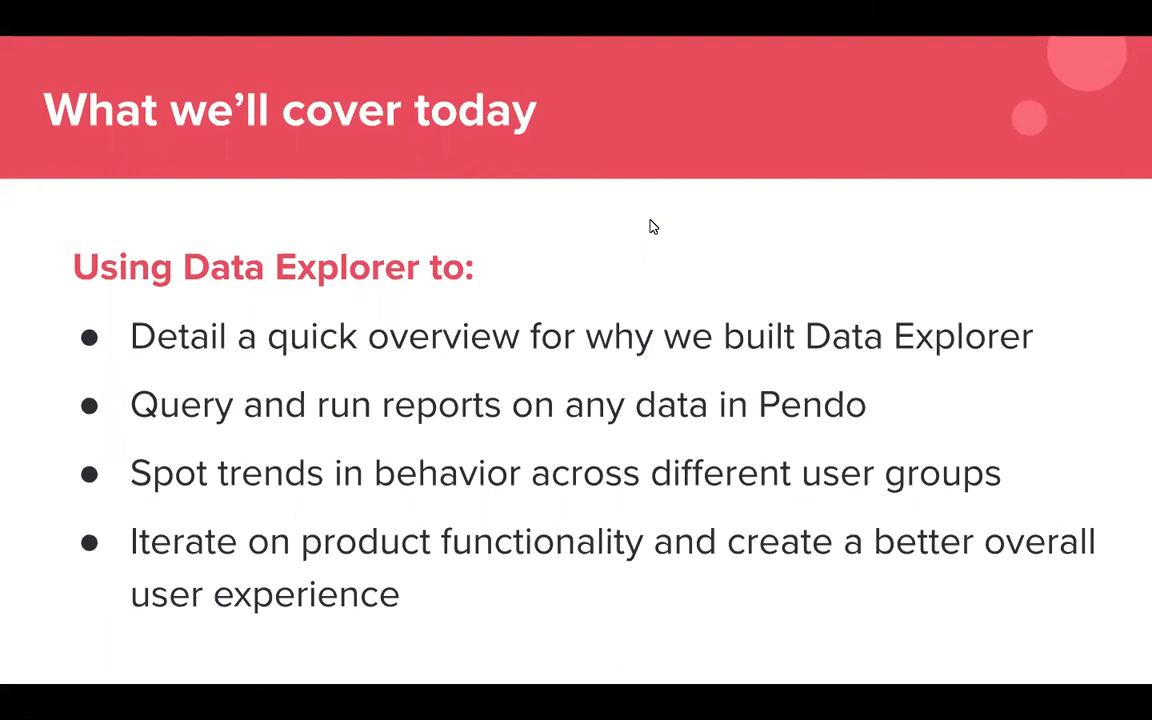 What we’ll cover today
Using Data Explorer to:
● Detail a quick overview for why we built Data Explorer
● Query and run reports on any data in Pendo
● Spot trends in behavior across different user groups
● Iterate on product functionality and create a better overall
user experience